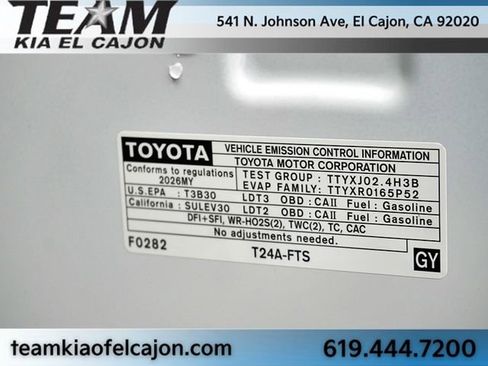 TEAM
KIA EL CAJON
541 N. Johnson Ave, El Cajon, CA 92020
TOYOTA
VEHICLE EMISSION CONTROL INFORMATION
TOYOTA MOTOR CORPORATION
Conforms to regulations
2026MY
TEST GROUP : TTYXJ02.4H3B
EVAP FAMILY: TTYXR0165P52
U.S.EPA : T3B30 LDT3 OBD : CAII Fuel : Gasoline
California : SULEV30 LDT2 OBD : CAII Fuel : Gasoline
DFI+SFI, WR-HO2S(2), TWC(2), TC, CAC
No adjustments needed.
F0282 T24A-FTS GY
teamkiaofelcajon.com 619.444.7200